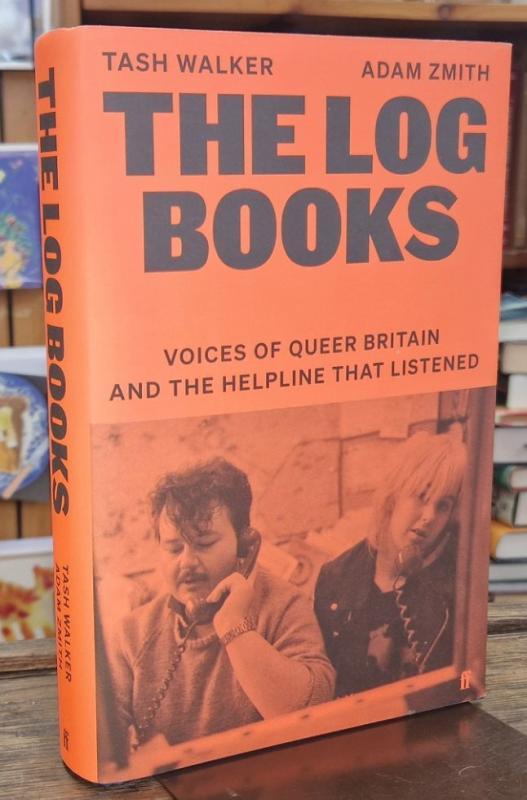 TASH WALKER
ADAM ZMITH
THE LOG
BOOKS
VOICES OF QUEER BRITAIN
AND THE HELPLINE THAT LISTENED
ff
THE LOG BOOKS
TASH WALKER
ADAM ZMITH